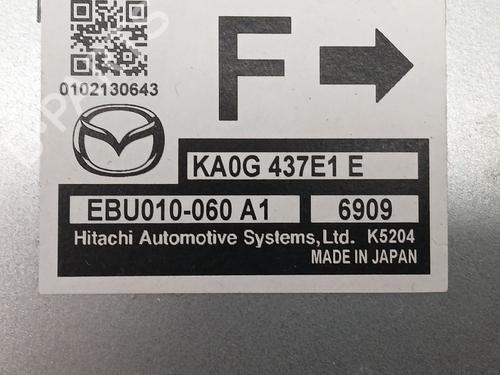 0102130643
F
KA0G 437E1 E
EBU010-060 A1 6909
Hitachi Automotive Systems,Ltd. K5204
MADE IN JAPAN